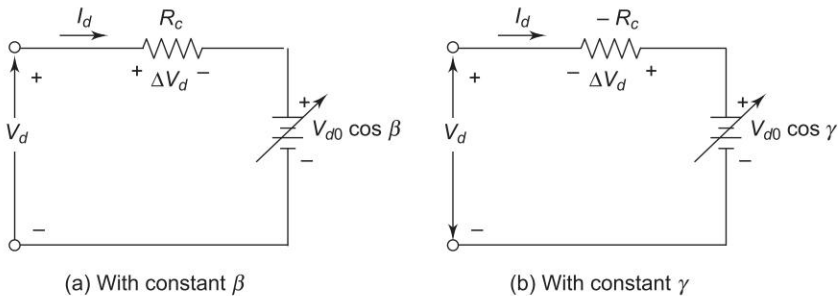 I_d R_c
+ ΔV_d −
+
V_d
+
V_d0 cos β
−
−
(a) With constant β
I_d − R_c
− ΔV_d +
+
V_d
+
V_d0 cos γ
−
−
(b) With constant γ